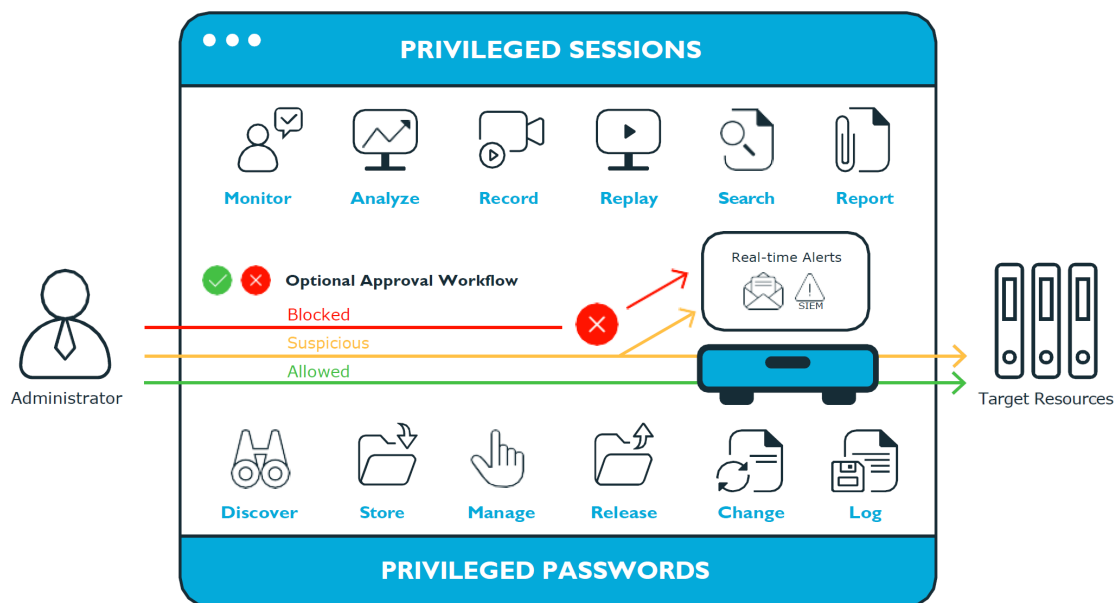 PRIVILEGED SESSIONS
Monitor
Analyze
Record
Replay
Search
Report
Real-time Alerts
SIEM
Optional Approval Workflow
Blocked
Suspicious
Allowed
Administrator
Target Resources
Discover
Store
Manage
Release
Change
Log
PRIVILEGED PASSWORDS